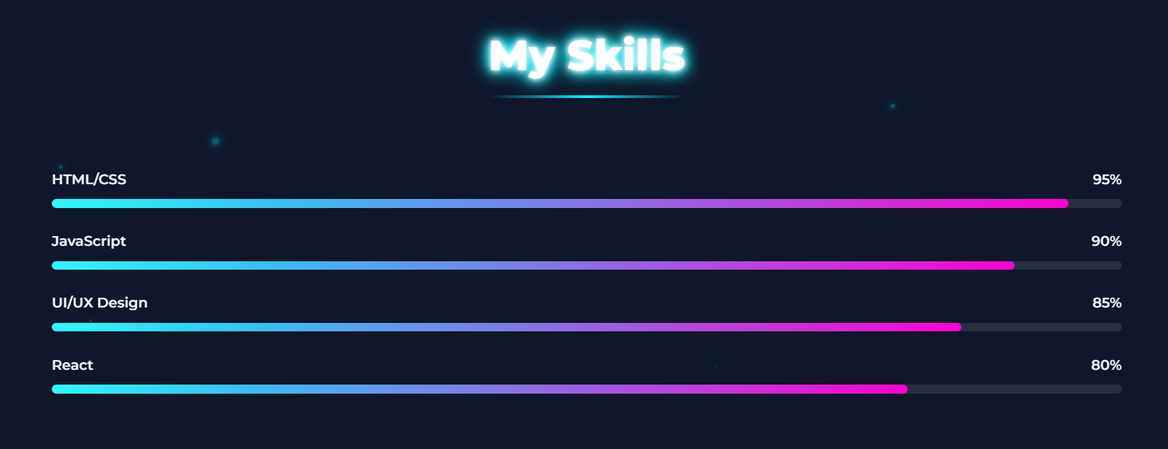 My Skills
HTML/CSS 95%
JavaScript 90%
UI/UX Design 85%
React 80%